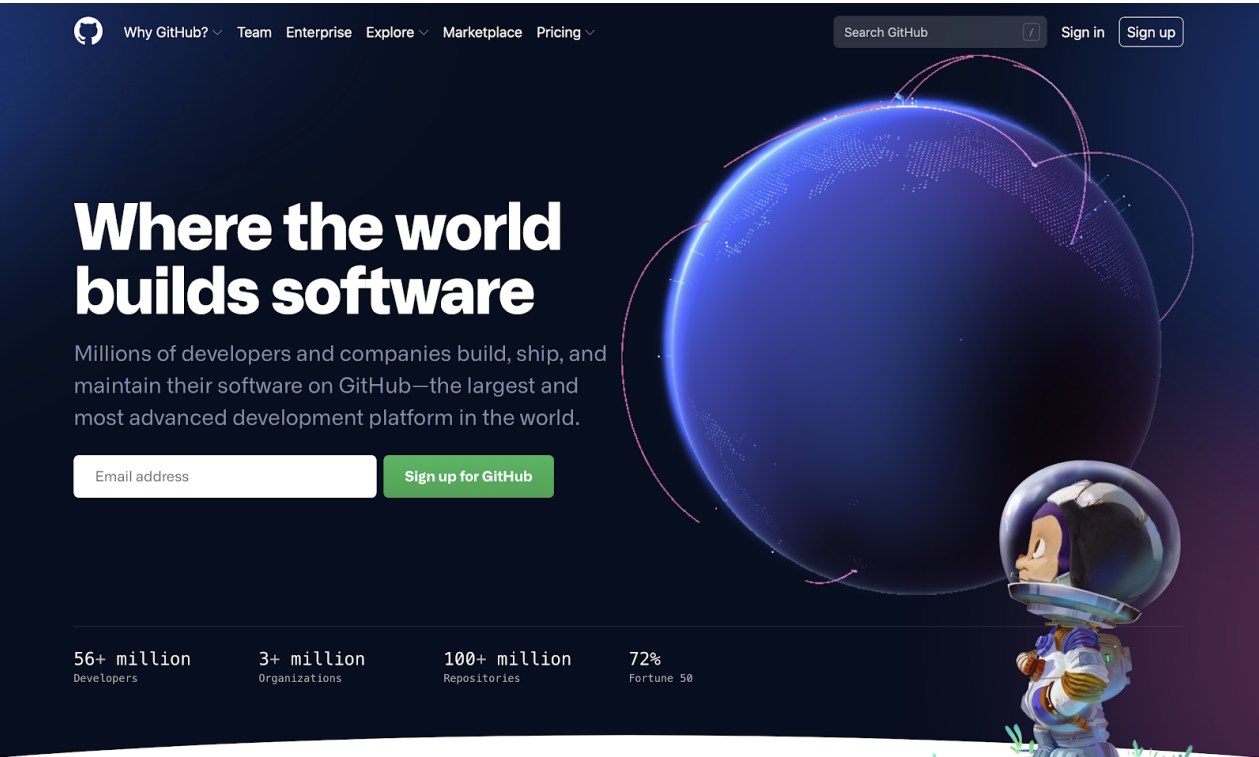 Why GitHub? Team Enterprise Explore Marketplace Pricing Search GitHub / Sign in Sign up
Where the world
builds software
Millions of developers and companies build, ship, and
maintain their software on GitHub—the largest and
most advanced development platform in the world.
Email address Sign up for GitHub
56+ million 3+ million 100+ million 72%
Developers Organizations Repositories Fortune 50